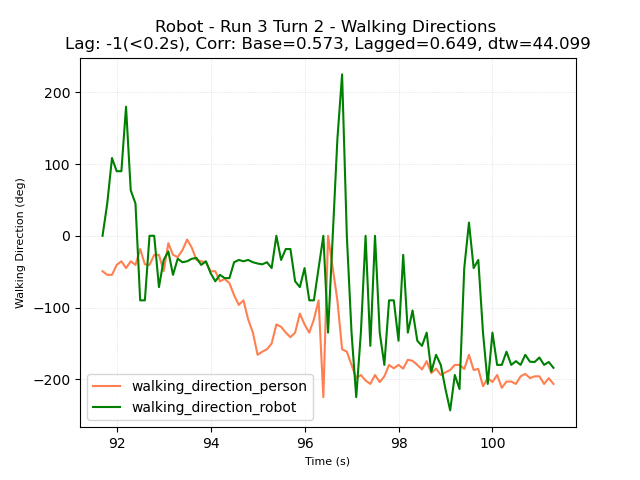 Robot - Run 3 Turn 2 - Walking Directions
Lag: -1(<0.2s), Corr: Base=0.573, Lagged=0.649, dtw=44.099
200
100
0
−100
−200
Walking Direction (deg)
walking_direction_person
walking_direction_robot
92 94 96 98 100
Time (s)